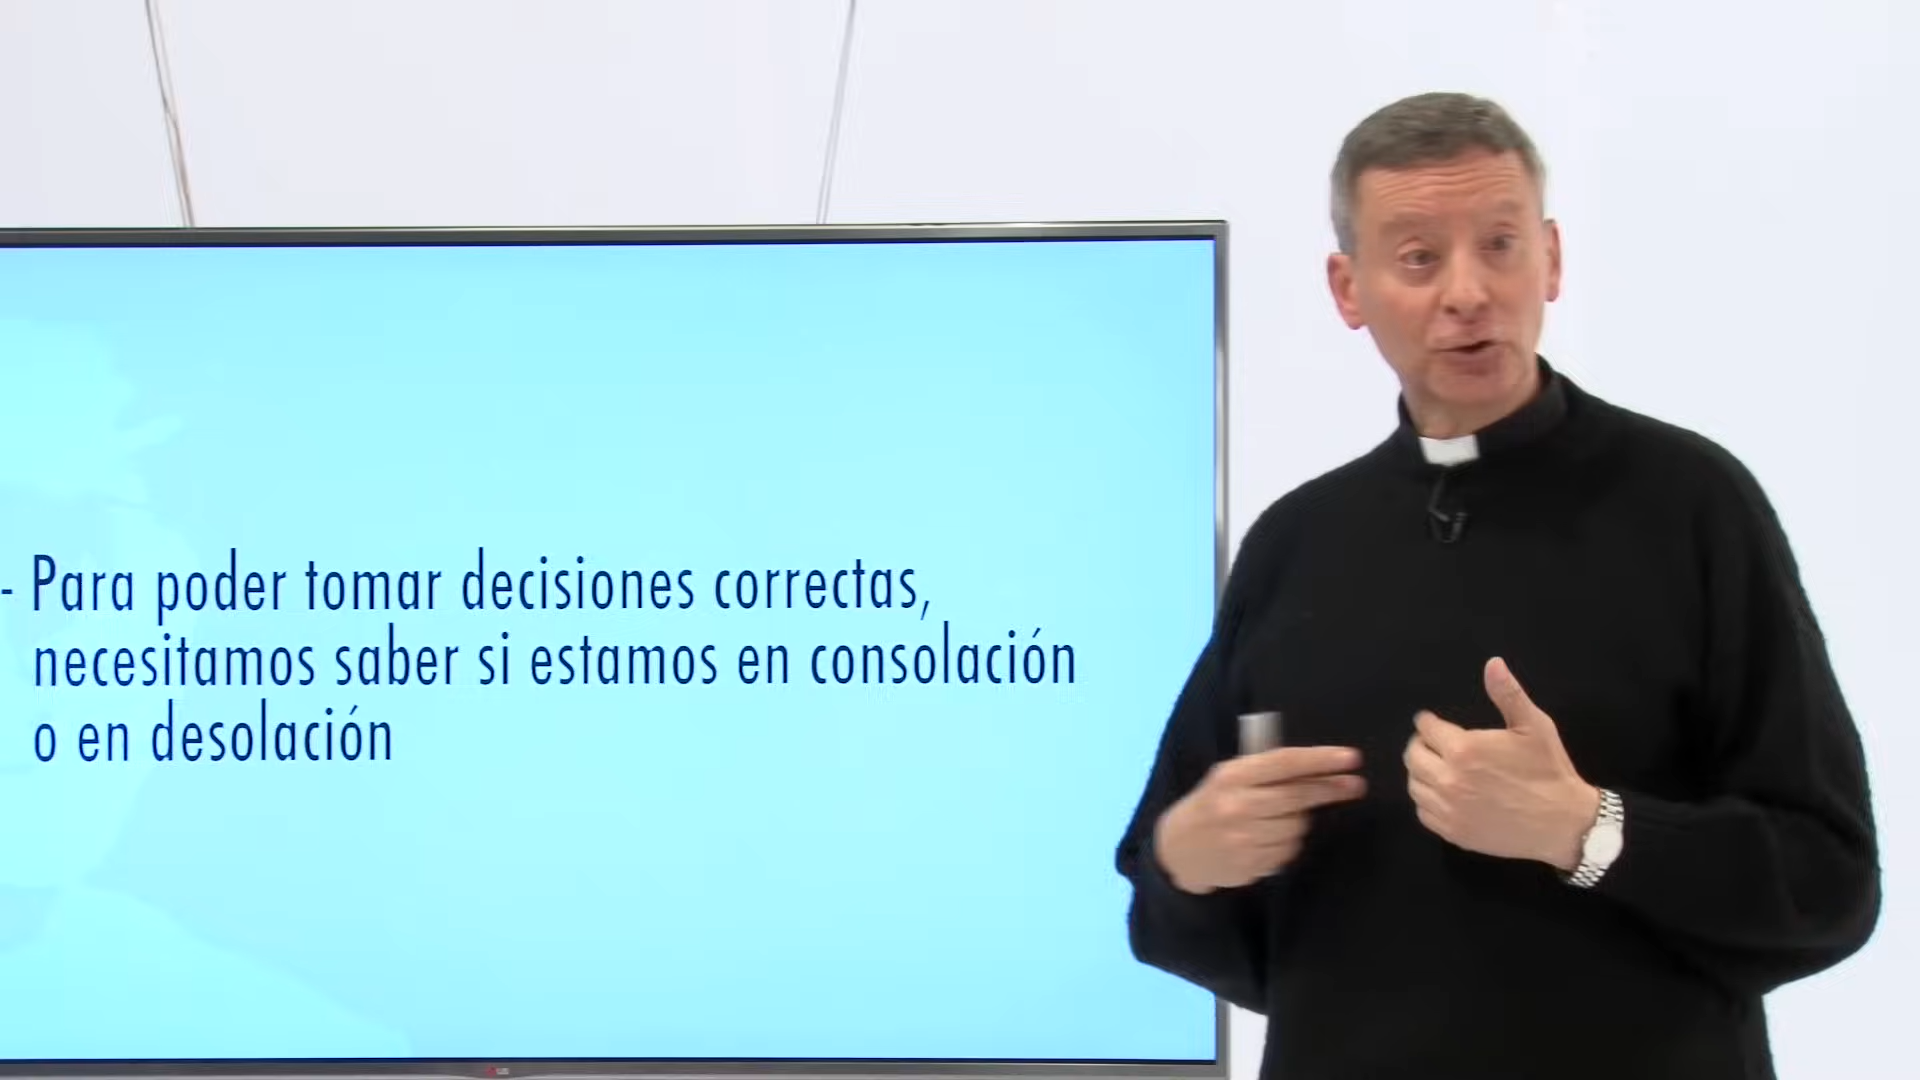 - Para poder tomar decisiones correctas,
necesitamos saber si estamos en consolación
o en desolación